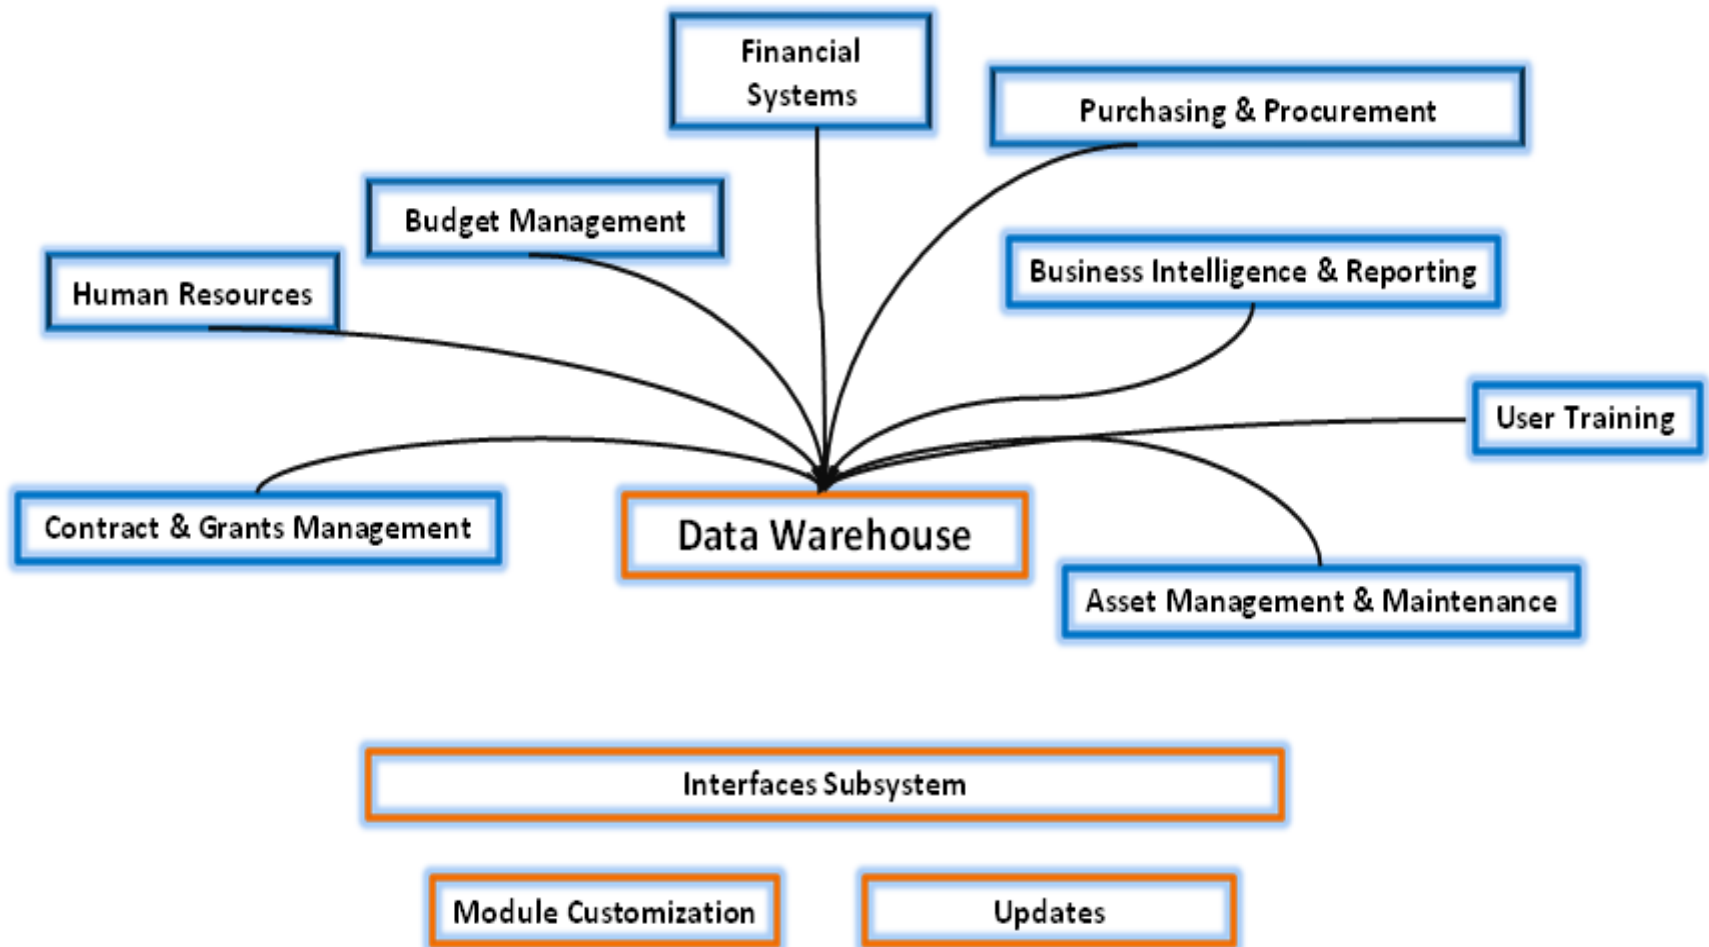 Financial
Systems
Purchasing & Procurement
Budget Management
Business Intelligence & Reporting
Human Resources
User Training
Contract & Grants Management
Data Warehouse
Asset Management & Maintenance
Interfaces Subsystem
Module Customization
Updates